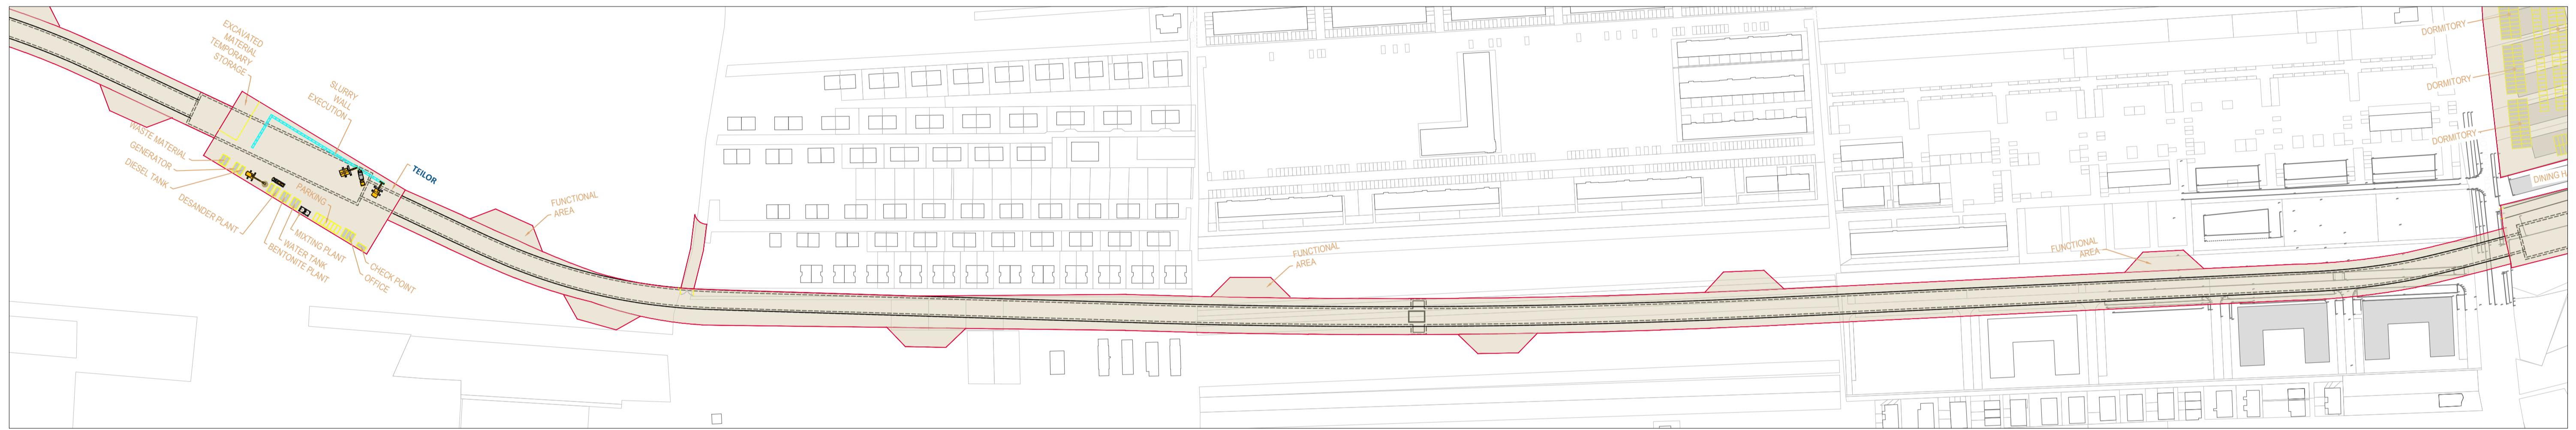 EXCAVATED
MATERIAL
TEMPORARY
STORAGE
SLURRY
WALL
EXECUTION
WASTE MATERIAL
GENERATOR
DIESEL TANK
DESANDER PLANT
PARKING
MIXTING PLANT
WATER TANK
BENTONITE PLANT
CHECK POINT
OFFICE
TEILOR
FUNCTIONAL
AREA
FUNCTIONAL
AREA
FUNCTIONAL
AREA
DORMITORY
DORMITORY
DORMITORY
DINING H